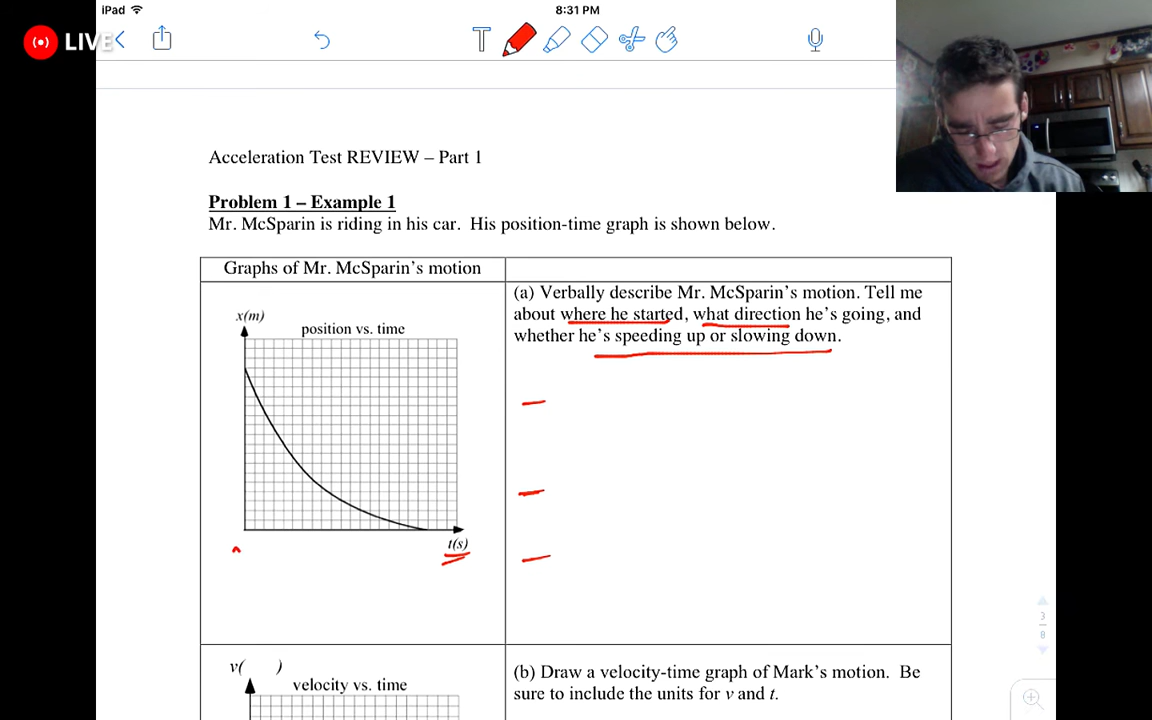 iPad
8:31 PM
LIVE
T
Acceleration Test REVIEW – Part 1
Problem 1 – Example 1
Mr. McSparin is riding in his car. His position-time graph is shown below.
Graphs of Mr. McSparin's motion
x(m)
position vs. time
t(s)
(a) Verbally describe Mr. McSparin's motion. Tell me
about where he started, what direction he's going, and
whether he's speeding up or slowing down.
3
8
v( )
velocity vs. time
(b) Draw a velocity-time graph of Mark's motion. Be
sure to include the units for v and t.